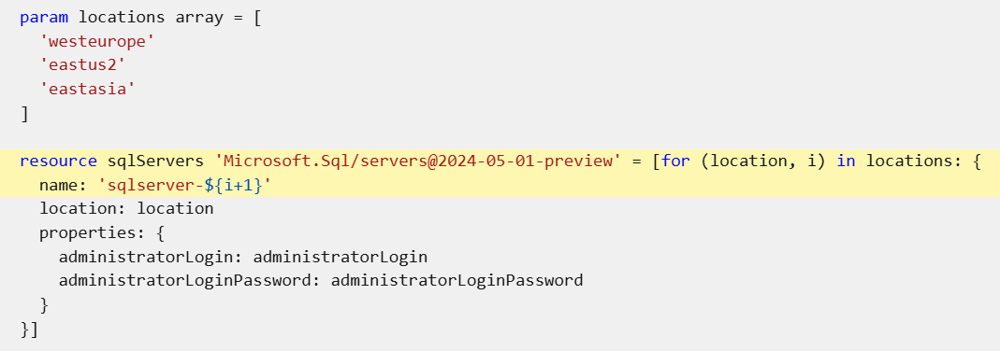 param locations array = [
  'westeurope'
  'eastus2'
  'eastasia'
]

resource sqlServers 'Microsoft.Sql/servers@2024-05-01-preview' = [for (location, i) in locations: {
  name: 'sqlserver-${i+1}'
  location: location
  properties: {
    administratorLogin: administratorLogin
    administratorLoginPassword: administratorLoginPassword
  }
}]